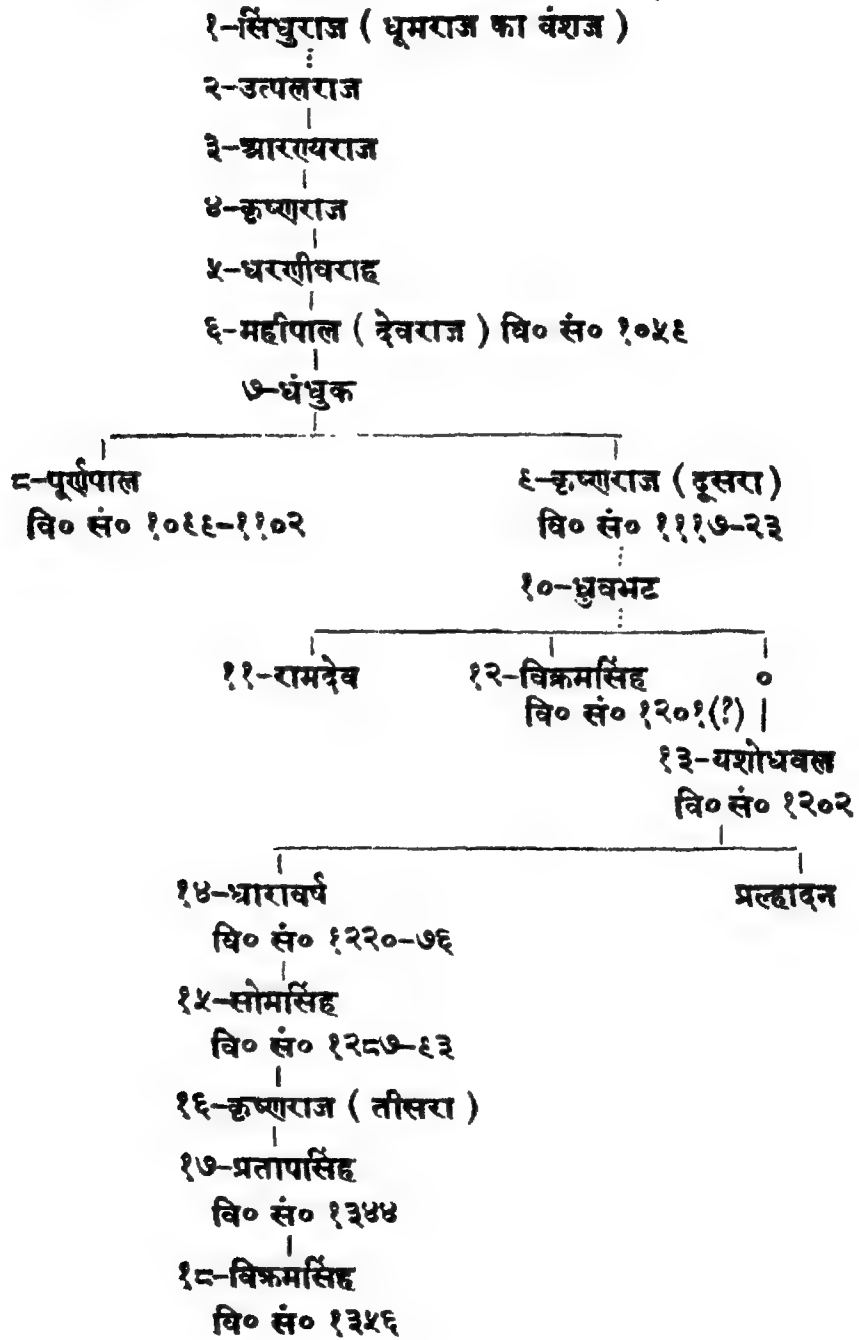 १-सिंधुराज ( धूमराज का वंशज )
२-उत्पलराज
३-आरण्यराज
४-कृष्णराज
५-धरणीवराह
६-महीपाल ( देवराज ) वि० सं० १०५९
७-धंधुक
८-पूर्णपाल ९-कृष्णराज ( दूसरा )
वि० सं० १०९९-११०२ वि० सं० १११७-२३
१०-ध्रुवभट
११-रामदेव १२-विक्रमसिंह ०
वि० सं० १२०१(?)
१३-यशोधवल
वि० सं० १२०२
१४-धारावर्ष प्रल्हादन
वि० सं० १२२०-७६
१५-सोमसिंह
वि० सं० १२८७-९३
१६-कृष्णराज ( तीसरा )
१७-प्रतापसिंह
वि० सं० १३४४
१८-विक्रमसिंह
वि० सं० १३५६